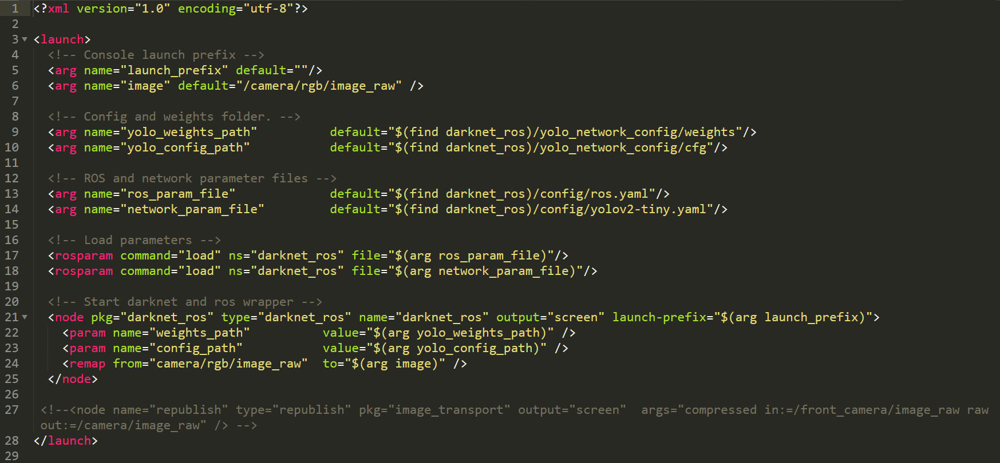 1 <?xml version="1.0" encoding="utf-8"?>
2
3 <launch>
4   <!-- Console launch prefix -->
5   <arg name="launch_prefix" default=""/>
6   <arg name="image" default="/camera/rgb/image_raw" />
7
8   <!-- Config and weights folder. -->
9   <arg name="yolo_weights_path"          default="$(find darknet_ros)/yolo_network_config/weights"/>
10   <arg name="yolo_config_path"           default="$(find darknet_ros)/yolo_network_config/cfg"/>
11
12   <!-- ROS and network parameter files -->
13   <arg name="ros_param_file"             default="$(find darknet_ros)/config/ros.yaml"/>
14   <arg name="network_param_file"         default="$(find darknet_ros)/config/yolov2-tiny.yaml"/>
15
16   <!-- Load parameters -->
17   <rosparam command="load" ns="darknet_ros" file="$(arg ros_param_file)"/>
18   <rosparam command="load" ns="darknet_ros" file="$(arg network_param_file)"/>
19
20   <!-- Start darknet and ros wrapper -->
21   <node pkg="darknet_ros" type="darknet_ros" name="darknet_ros" output="screen" launch-prefix="$(arg launch_prefix)">
22     <param name="weights_path"          value="$(arg yolo_weights_path)" />
23     <param name="config_path"           value="$(arg yolo_config_path)" />
24     <remap from="camera/rgb/image_raw"  to="$(arg image)" />
25   </node>
26
27  <!--<node name="republish" type="republish" pkg="image_transport" output="screen"  args="compressed in:=/front_camera/image_raw raw
out:=/camera/image_raw" /> -->
28 </launch>
29